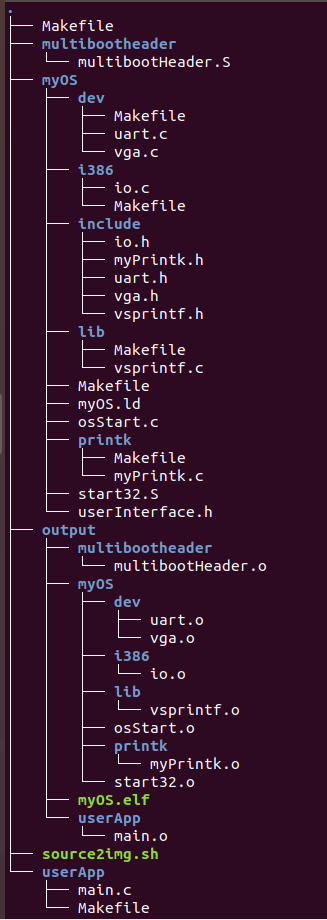 .
├── Makefile
├── multibootheader
│   └── multibootHeader.S
├── myOS
│   ├── dev
│   │   ├── Makefile
│   │   ├── uart.c
│   │   └── vga.c
│   ├── i386
│   │   ├── io.c
│   │   └── Makefile
│   ├── include
│   │   ├── io.h
│   │   ├── myPrintk.h
│   │   ├── uart.h
│   │   ├── vga.h
│   │   └── vsprintf.h
│   ├── lib
│   │   ├── Makefile
│   │   └── vsprintf.c
│   ├── Makefile
│   ├── myOS.ld
│   ├── osStart.c
│   ├── printk
│   │   ├── Makefile
│   │   └── myPrintk.c
│   ├── start32.S
│   └── userInterface.h
├── output
│   ├── multibootheader
│   │   └── multibootHeader.o
│   ├── myOS
│   │   ├── dev
│   │   │   ├── uart.o
│   │   │   └── vga.o
│   │   ├── i386
│   │   │   └── io.o
│   │   ├── lib
│   │   │   └── vsprintf.o
│   │   ├── osStart.o
│   │   ├── printk
│   │   │   └── myPrintk.o
│   │   └── start32.o
│   ├── myOS.elf
│   └── userApp
│       └── main.o
├── source2img.sh
└── userApp
    ├── main.c
    └── Makefile